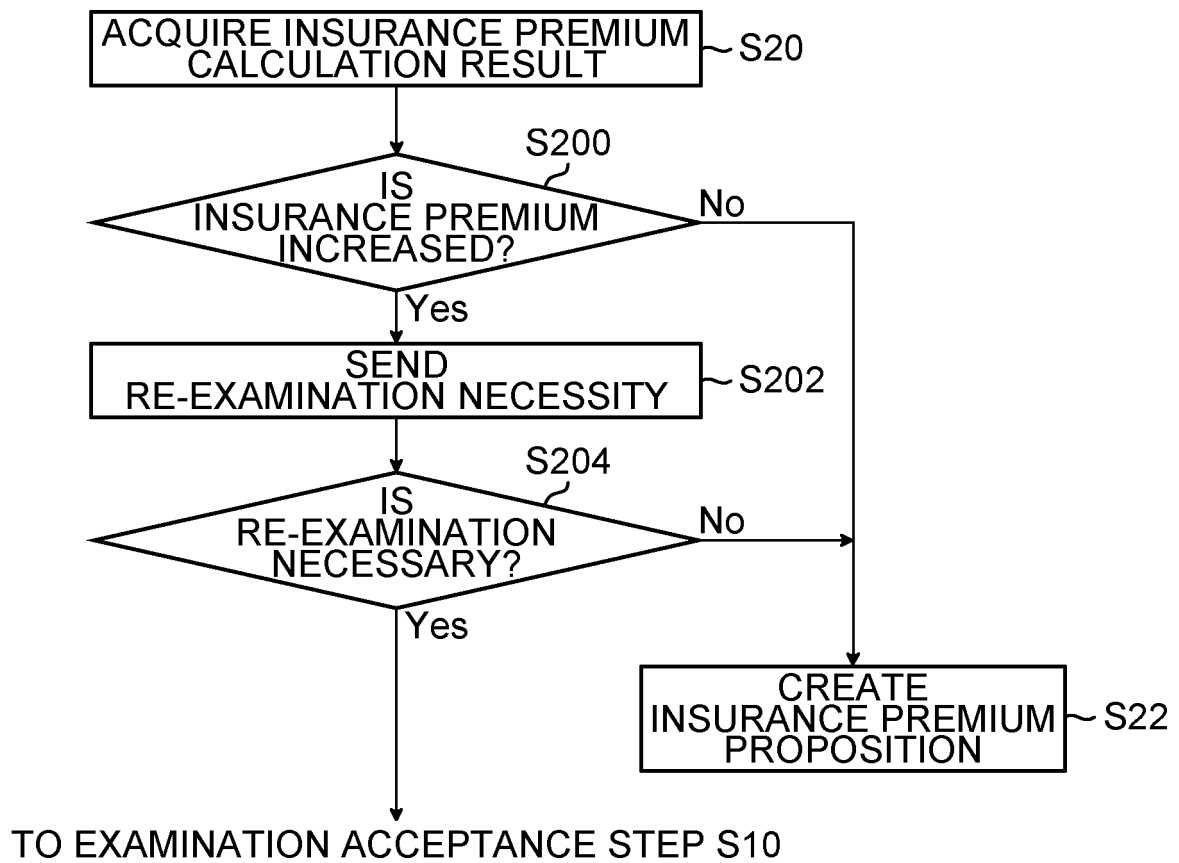 ACQUIRE INSURANCE PREMIUM
CALCULATION RESULT
S20
S200
IS
INSURANCE PREMIUM
INCREASED?
No
Yes
SEND
RE-EXAMINATION NECESSITY
S202
S204
IS
RE-EXAMINATION
NECESSARY?
No
Yes
CREATE
INSURANCE PREMIUM
PROPOSITION
S22
TO EXAMINATION ACCEPTANCE STEP S10